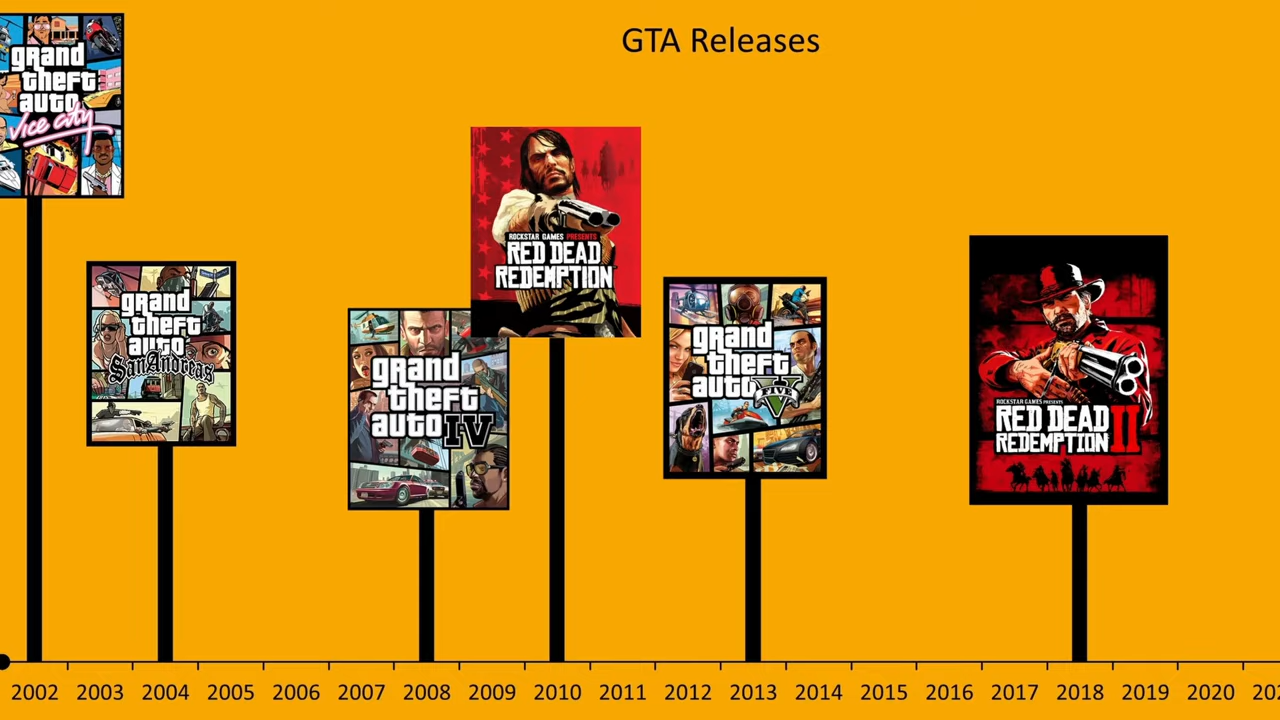 GTA Releases
grand
theft
auto
vice city
grand
theft
auto
San Andreas
grand
theft
auto IV
ROCKSTAR GAMES PRESENTS
RED DEAD
REDEMPTION
grand
theft
auto V
FIVE
ROCKSTAR GAMES PRESENTS
RED DEAD
REDEMPTION II
2002 2003 2004 2005 2006 2007 2008 2009 2010 2011 2012 2013 2014 2015 2016 2017 2018 2019 2020 202